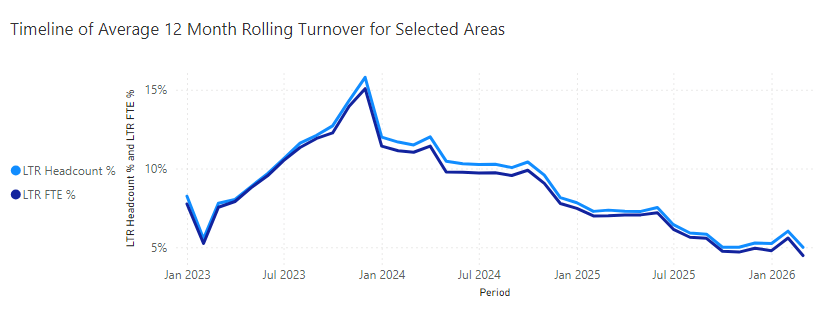 Timeline of Average 12 Month Rolling Turnover for Selected Areas
LTR Headcount %
LTR FTE %
LTR Headcount % and LTR FTE %
15%
10%
5%
Jan 2023
Jul 2023
Jan 2024
Jul 2024
Jan 2025
Jul 2025
Jan 2026
Period